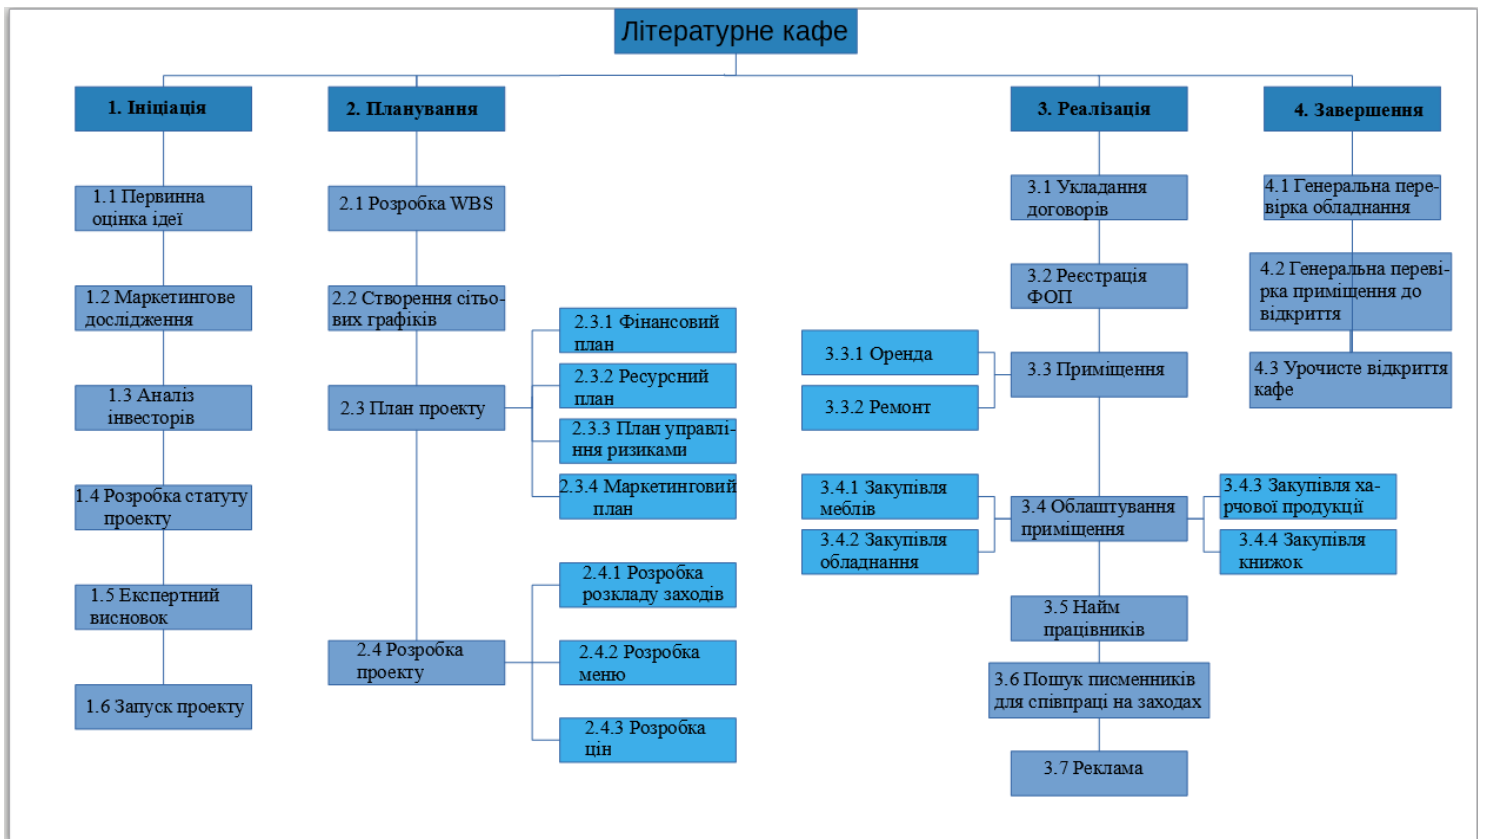 Літературне кафе
1. Ініціація
1.1 Первинна
оцінка ідеї
1.2 Маркетингове
дослідження
1.3 Аналіз
інвесторів
1.4 Розробка статуту
проекту
1.5 Експертний
висновок
1.6 Запуск проекту
2. Планування
2.1 Розробка WBS
2.2 Створення сітьо-
вих графіків
2.3 План проекту
2.3.1 Фінансовий
план
2.3.2 Ресурсний
план
2.3.3 План управлі-
ння ризиками
2.3.4 Маркетинговий
план
2.4 Розробка
проекту
2.4.1 Розробка
розкладу заходів
2.4.2 Розробка
меню
2.4.3 Розробка
цін
3. Реалізація
3.1 Укладання
договорів
3.2 Реєстрація
ФОП
3.3 Приміщення
3.3.1 Оренда
3.3.2 Ремонт
3.4 Облаштування
приміщення
3.4.1 Закупівля
меблів
3.4.2 Закупівля
обладнання
3.4.3 Закупівля ха-
рчової продукції
3.4.4 Закупівля
книжок
3.5 Найм
працівників
3.6 Пошук писменників
для співпраці на заходах
3.7 Реклама
4. Завершення
4.1 Генеральна пере-
вірка обладнання
4.2 Генеральна переві-
рка приміщення до
відкриття
4.3 Урочисте відкриття
кафе